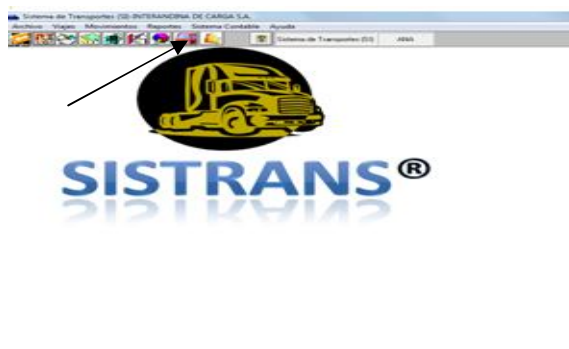 Sistema de Transportes (SI)-INTERANDINA DE CARGA S.A.
Archivo Viajes Movimientos Reportes Sistema Contable Ayuda
Sistema de Transportes (SI) ANA
SISTRANS®